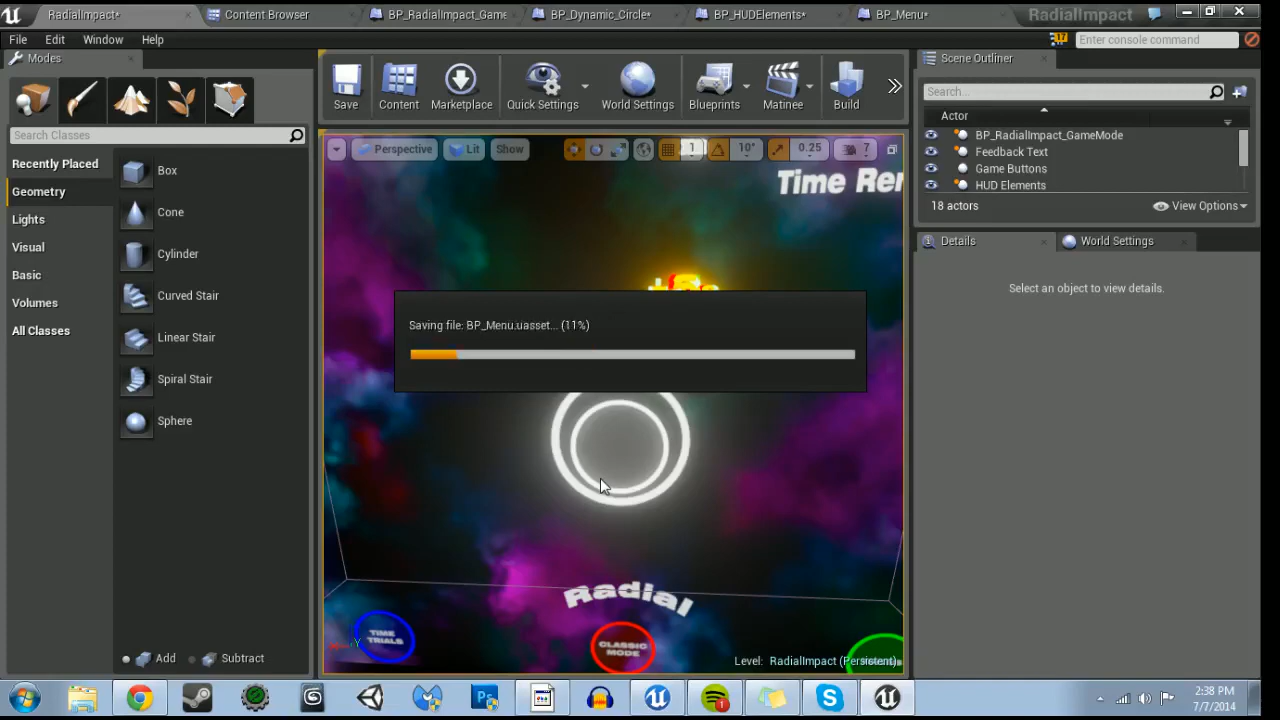 RadialImpact*
Content Browser
BP_RadialImpact_Game
BP_Dynamic_Circle*
BP_HUDElements*
BP_Menu*
RadialImpact
File Edit Window Help
17
Enter console command
Modes
Save
Content
Marketplace
Quick Settings
World Settings
Blueprints
Matinee
Build
Scene Outliner
Search...
Actor
BP_RadialImpact_GameMode
Feedback Text
Game Buttons
HUD Elements
18 actors
View Options
Search Classes
Recently Placed
Geometry
Lights
Visual
Basic
Volumes
All Classes
Box
Cone
Cylinder
Curved Stair
Linear Stair
Spiral Stair
Sphere
Add
Subtract
Perspective
Lit
Show
1
10°
0.25
7
Time Rem
Saving file: BP_Menu.uasset... (11%)
Radial
TIME
TRIALS
CLASSIC
MODE
Level: RadialImpact (Persistent)
Details
World Settings
Select an object to view details.
1
2:38 PM
7/7/2014